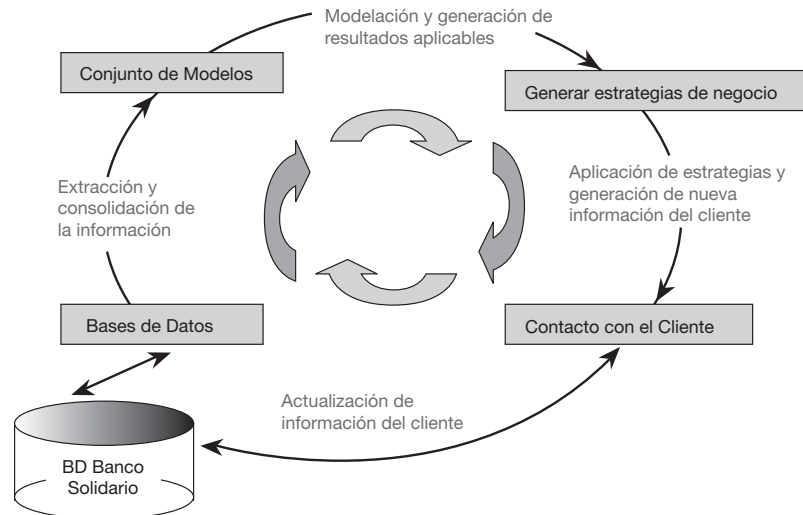 Modelación y generación de
resultados aplicables
Conjunto de Modelos
Generar estrategias de negocio
Extracción y
consolidación de
la información
Aplicación de estrategias y
generación de nueva
información del cliente
Bases de Datos
Contacto con el Cliente
Actualización de
información del cliente
BD Banco
Solidario